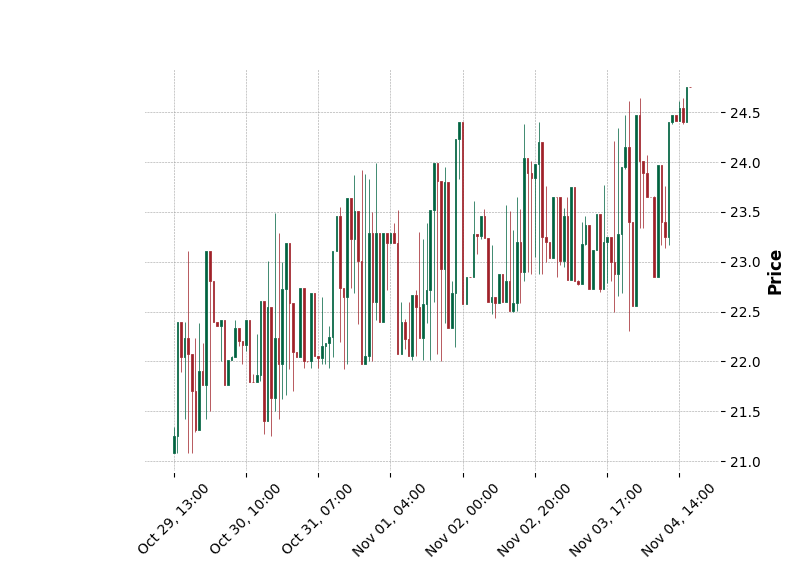 24.5
24.0
23.5
23.0
22.5
22.0
21.5
21.0
Price
Oct 29, 13:00
Oct 30, 10:00
Oct 31, 07:00
Nov 01, 04:00
Nov 02, 00:00
Nov 02, 20:00
Nov 03, 17:00
Nov 04, 14:00